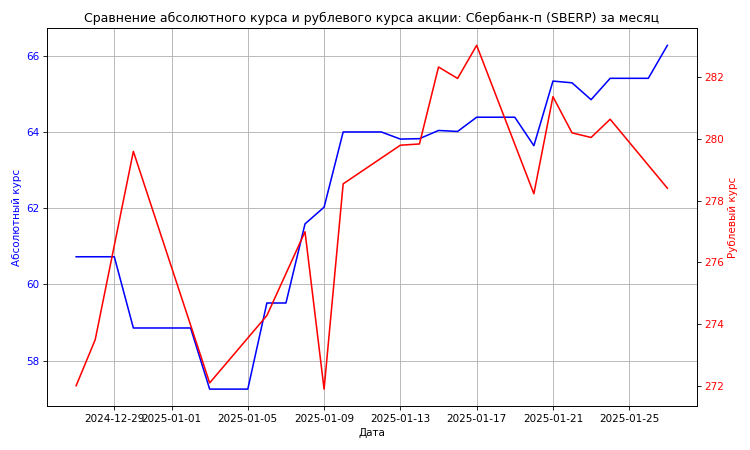 Сравнение абсолютного курса и рублевого курса акции: Сбербанк-п (SBERP) за месяц
Абсолютный курс
66
64
62
60
58
282
280
278
276
274
272
Рублевый курс
2024-12-29 2025-01-01 2025-01-05 2025-01-09 2025-01-13 2025-01-17 2025-01-21 2025-01-25
Дата